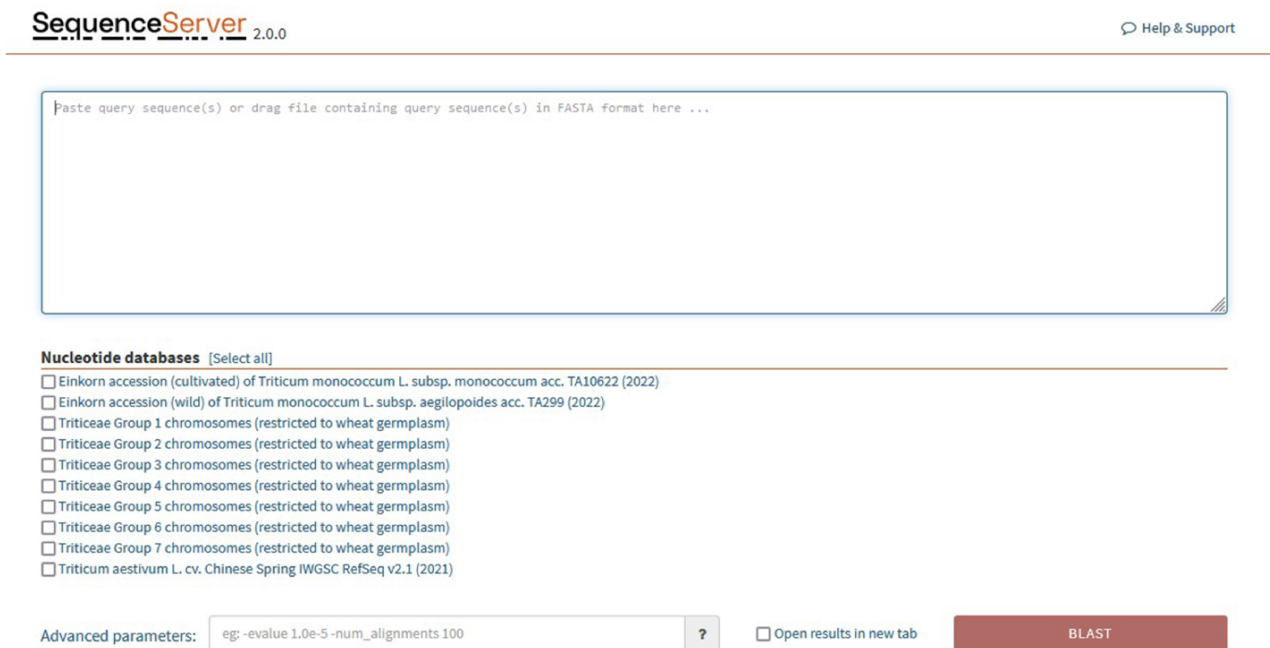 SequenceServer 2.0.0
Help & Support
Paste query sequence(s) or drag file containing query sequence(s) in FASTA format here ...
Nucleotide databases [Select all]
Einkorn accession (cultivated) of Triticum monococcum L. subsp. monococcum acc. TA10622 (2022)
Einkorn accession (wild) of Triticum monococcum L. subsp. aegilopoides acc. TA299 (2022)
Triticeae Group 1 chromosomes (restricted to wheat germplasm)
Triticeae Group 2 chromosomes (restricted to wheat germplasm)
Triticeae Group 3 chromosomes (restricted to wheat germplasm)
Triticeae Group 4 chromosomes (restricted to wheat germplasm)
Triticeae Group 5 chromosomes (restricted to wheat germplasm)
Triticeae Group 6 chromosomes (restricted to wheat germplasm)
Triticeae Group 7 chromosomes (restricted to wheat germplasm)
Triticum aestivum L. cv. Chinese Spring IWGSC RefSeq v2.1 (2021)
Advanced parameters: eg: -evalue 1.0e-5 -num_alignments 100 ? Open results in new tab BLAST